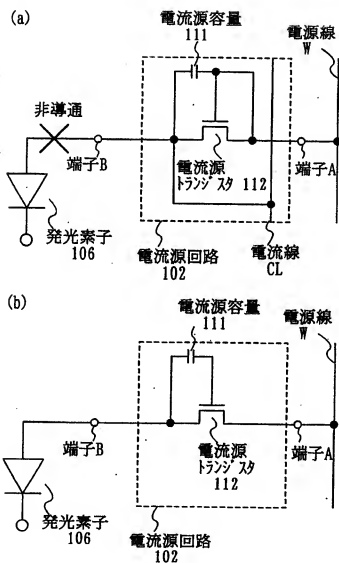 (a)
電流源容量
111
電源線
W
非導通
端子B
電流源
トランジスタ 112
端子A
発光素子
106
電流源回路
102
電流線
CL
(b)
電流源容量
111
電源線
W
端子B
電流源
トランジスタ
112
端子A
発光素子
106
電流源回路
102